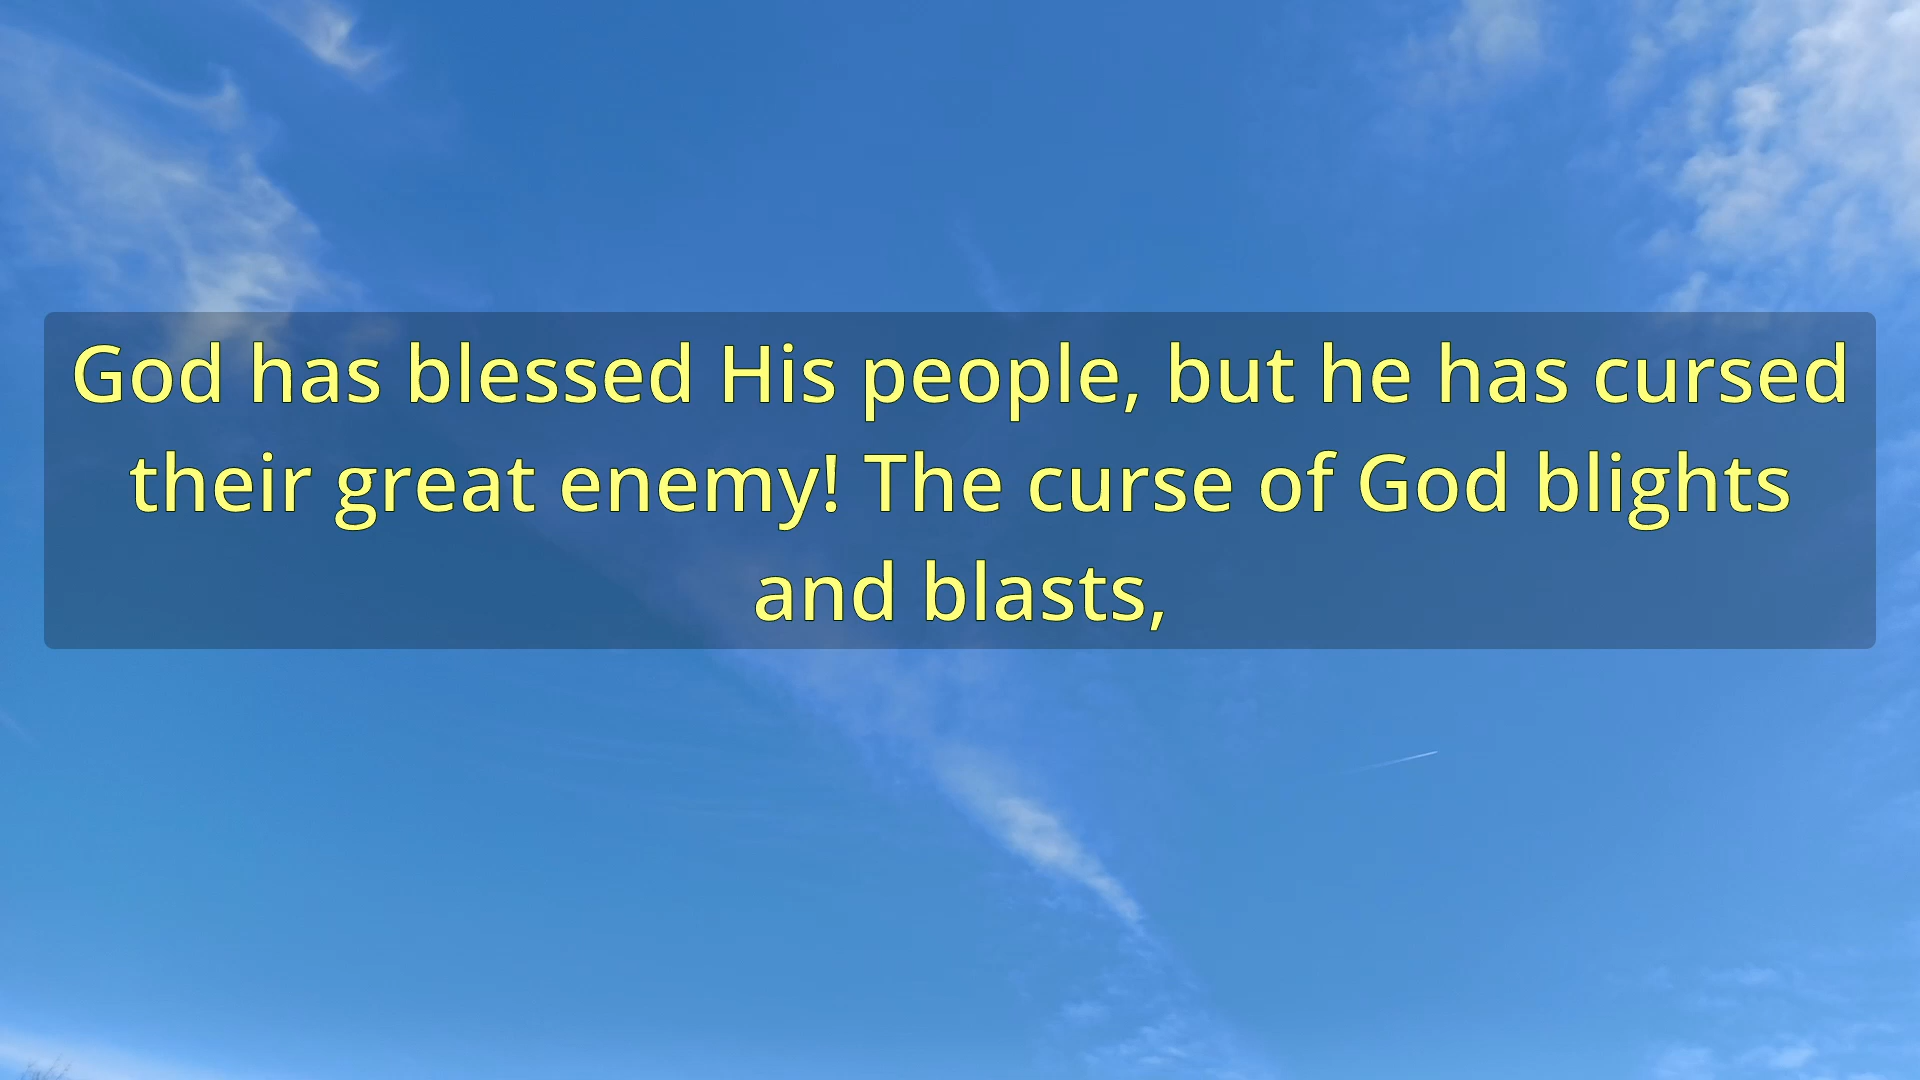 God has blessed His people, but he has cursed
their great enemy! The curse of God blights
and blasts,